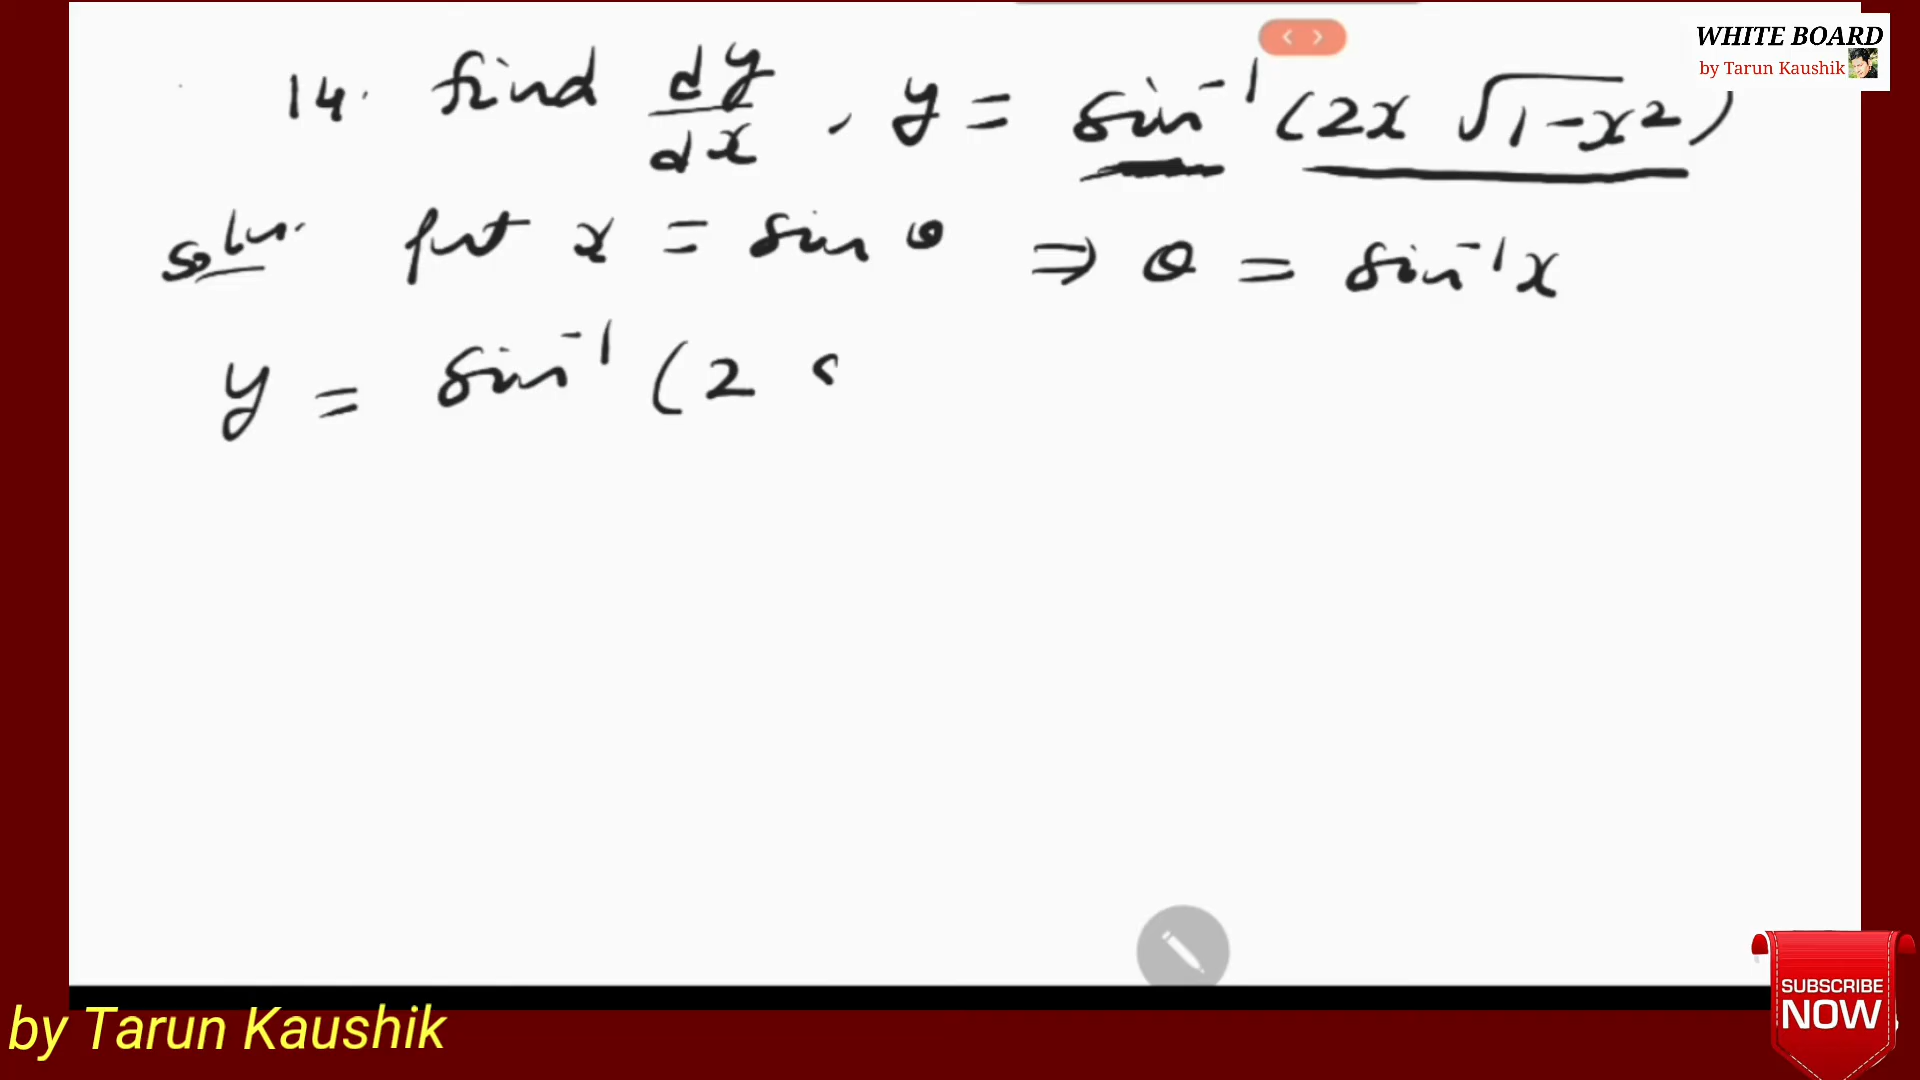 WHITE BOARD
by Tarun Kaushik
14. find dy/dx, y = sin⁻¹ (2x √1-x²)
soln. put x = sin θ ⇒ θ = sin⁻¹x
y = sin⁻¹ (2 s
SUBSCRIBE
NOW
by Tarun Kaushik